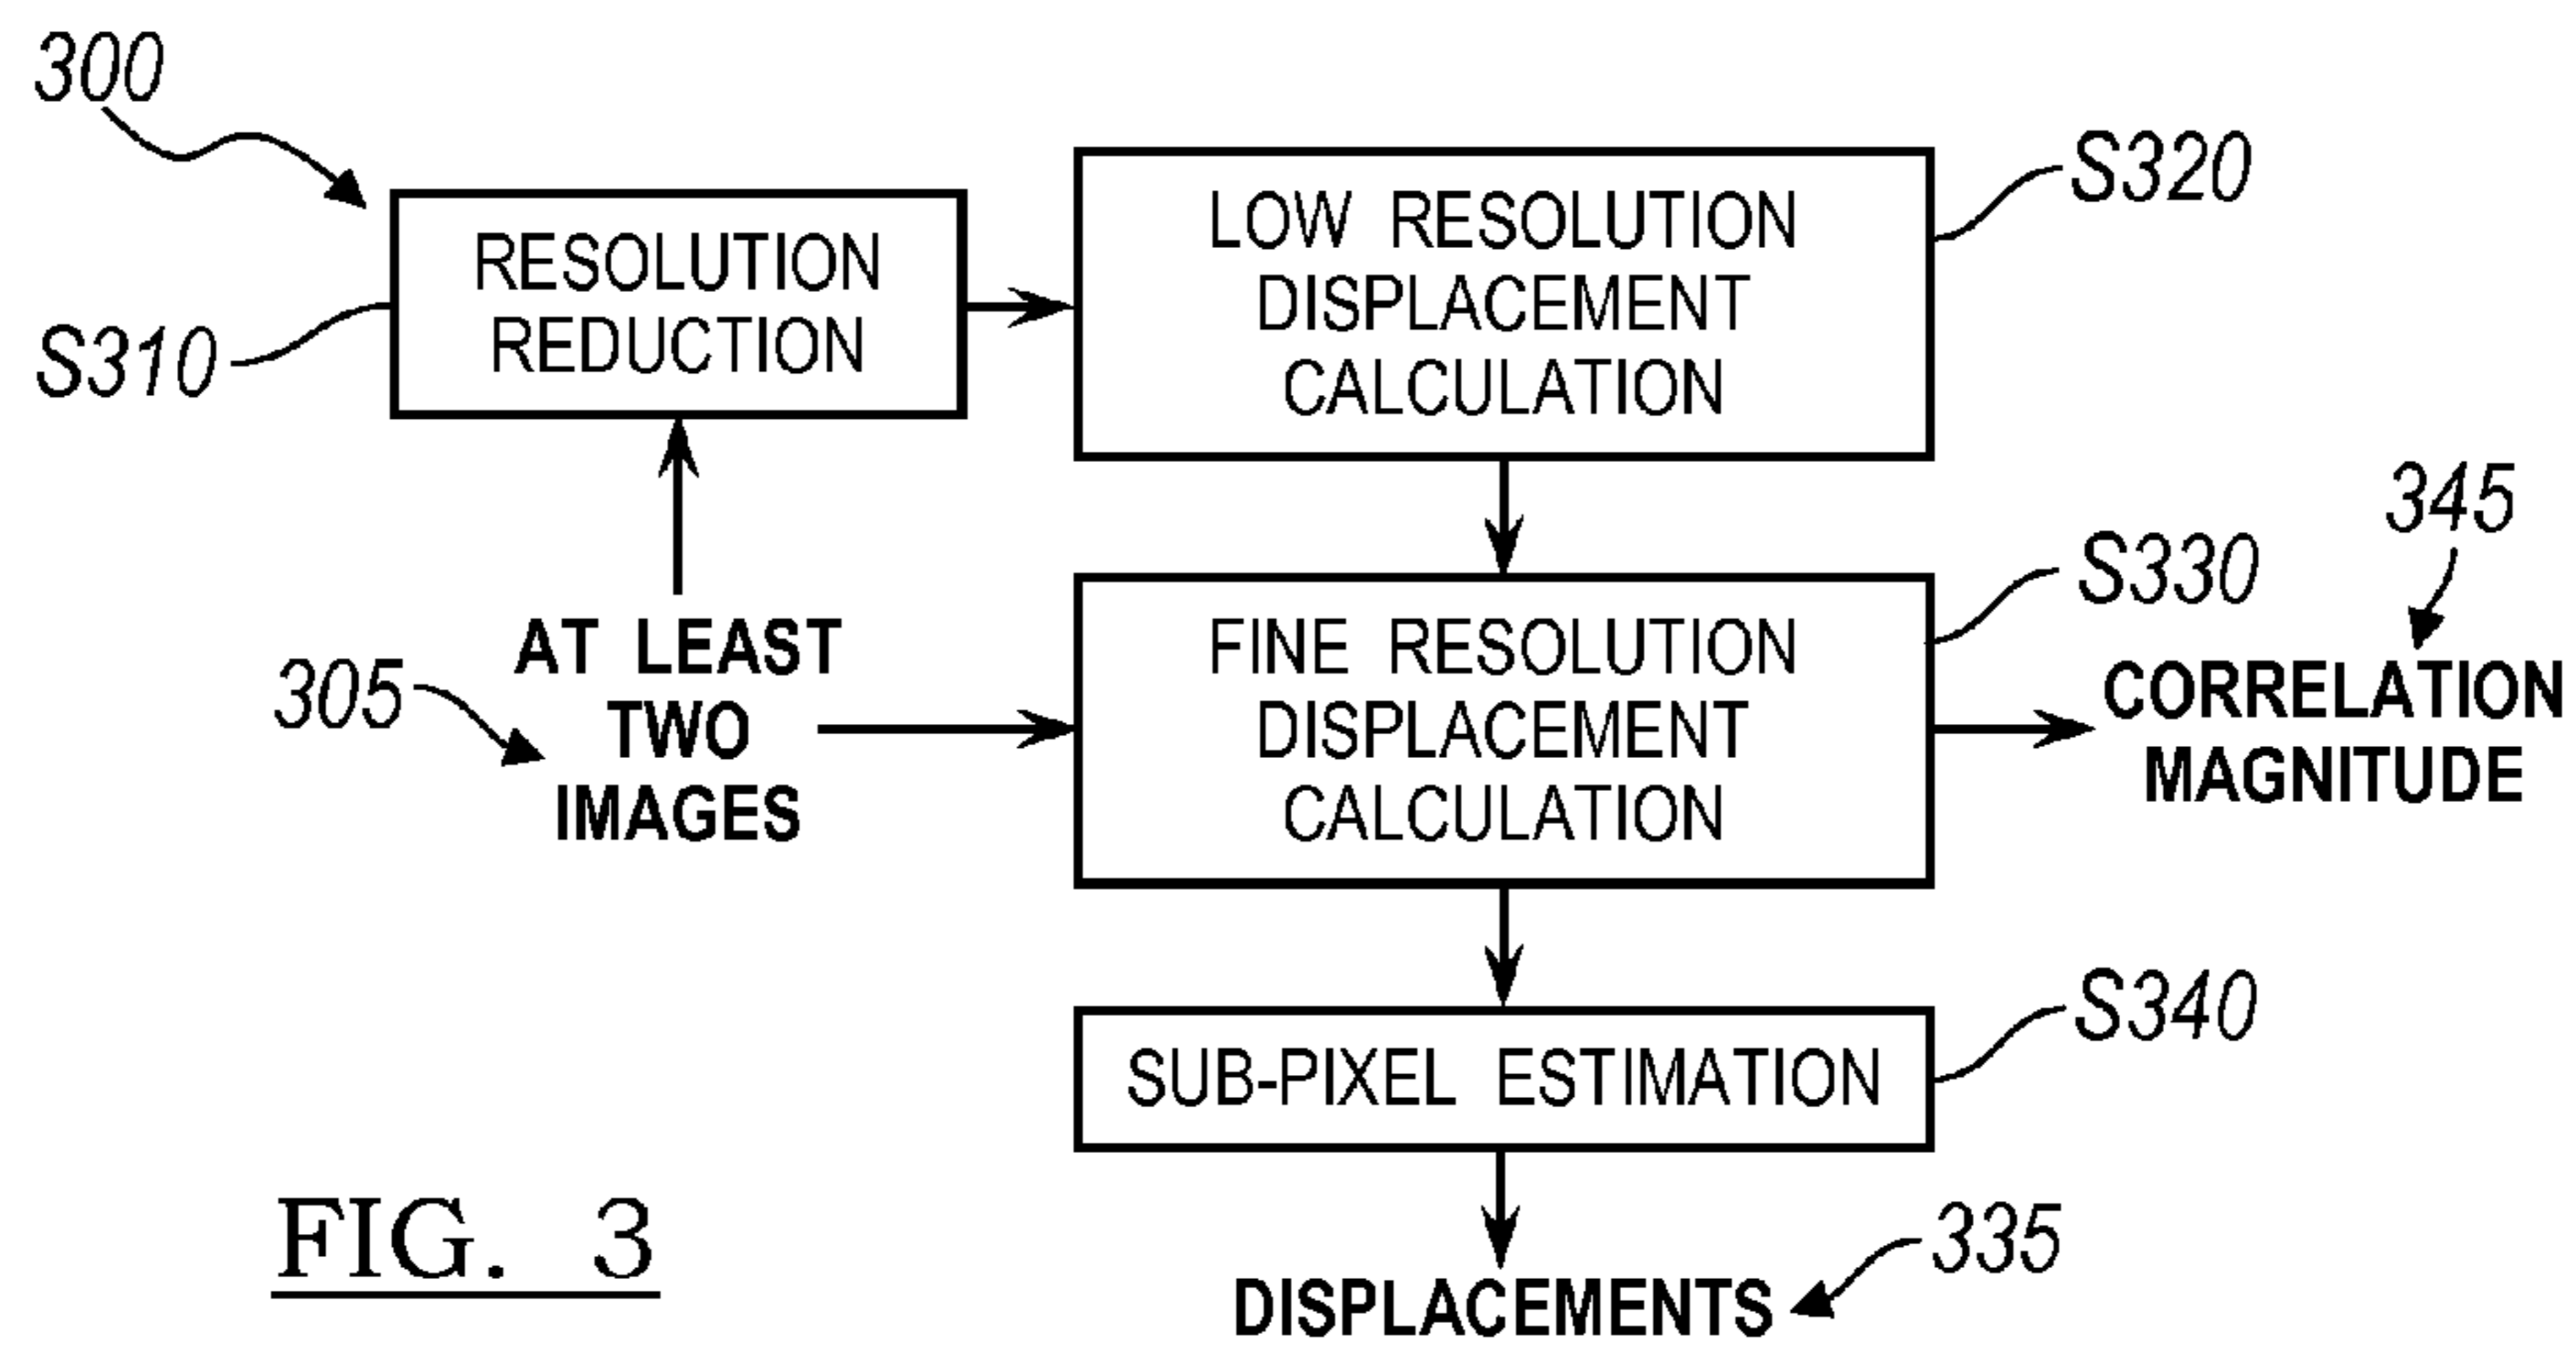 300
RESOLUTION
REDUCTION
S310
LOW RESOLUTION
DISPLACEMENT
CALCULATION
S320
AT LEAST
TWO
IMAGES
305
FINE RESOLUTION
DISPLACEMENT
CALCULATION
S330
345
CORRELATION
MAGNITUDE
SUB-PIXEL ESTIMATION
S340
DISPLACEMENTS
335
FIG. 3